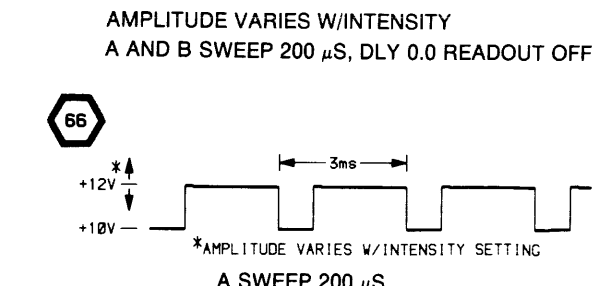 AMPLITUDE VARIES W/INTENSITY
A AND B SWEEP 200 µS, DLY 0.0 READOUT OFF
66
3ms
*
+12V
+10V
*AMPLITUDE VARIES W/INTENSITY SETTING
A SWEEP 200 µS